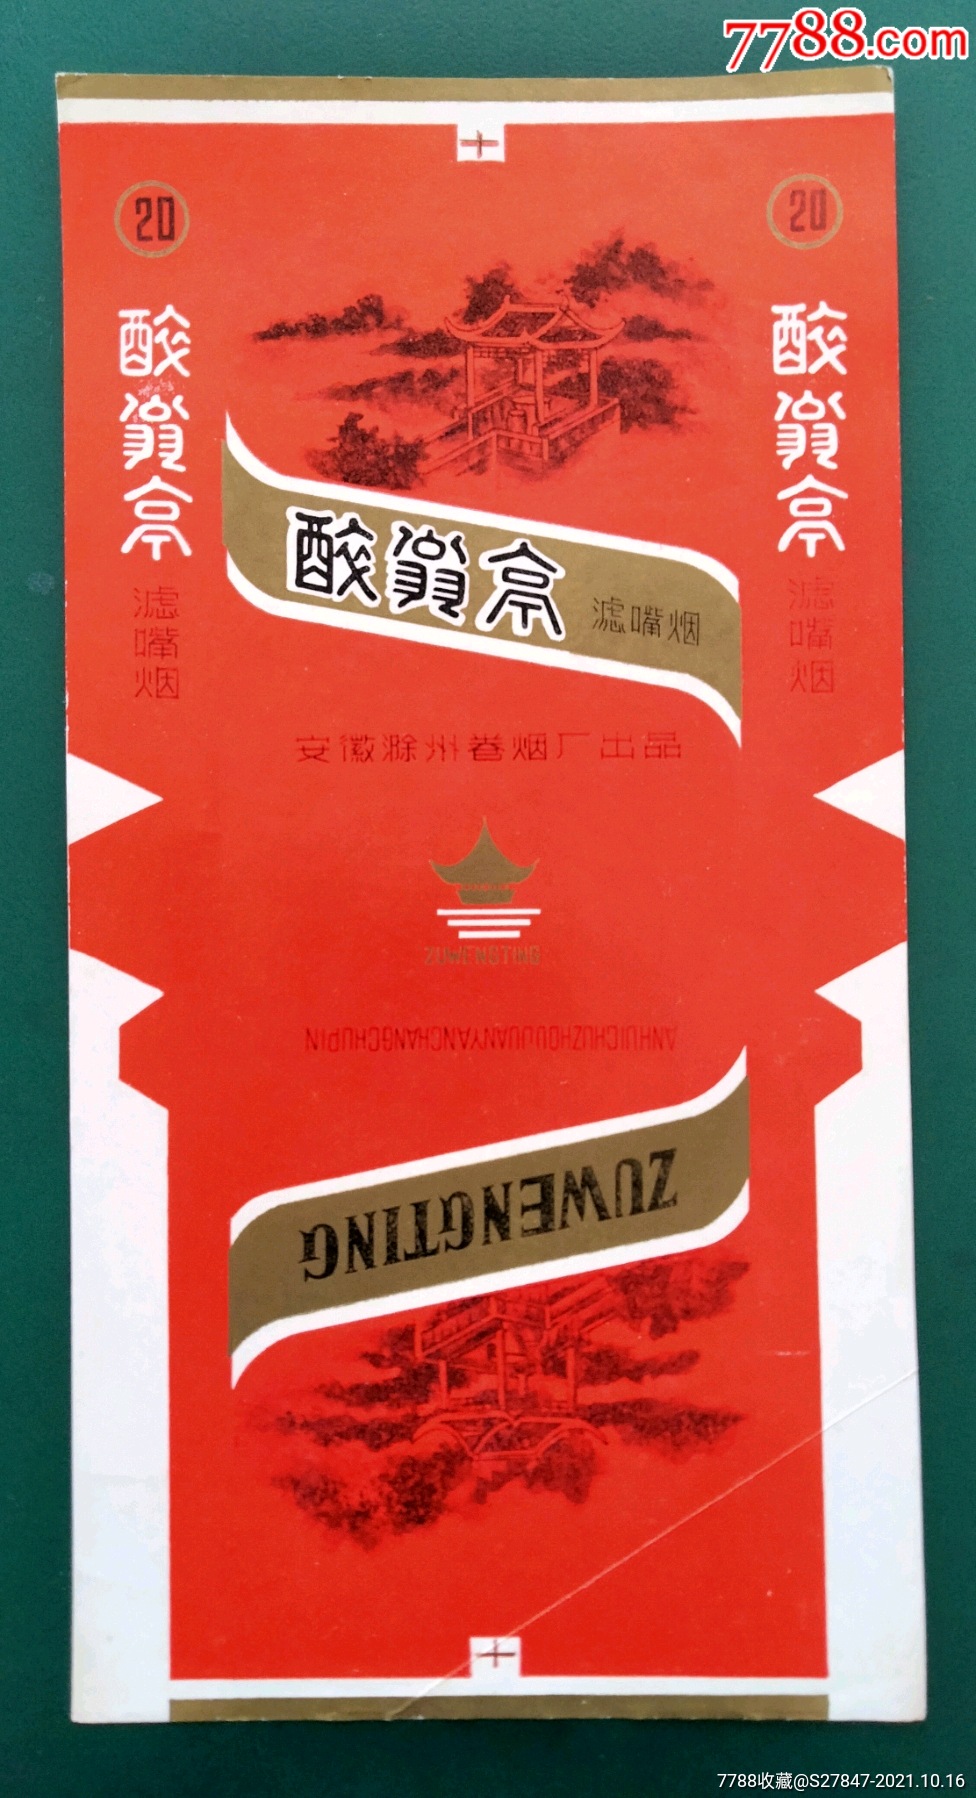 7788.com
20
20
醉翁亭
滤嘴烟
醉翁亭
滤嘴烟
醉翁亭 滤嘴烟
安徽滁州卷烟厂出品
ZUWENGTING
ANHUICHUZHOUJUANYANCHANGCHUPIN
ZUWENGTING
7788收藏@S27847-2021.10.16